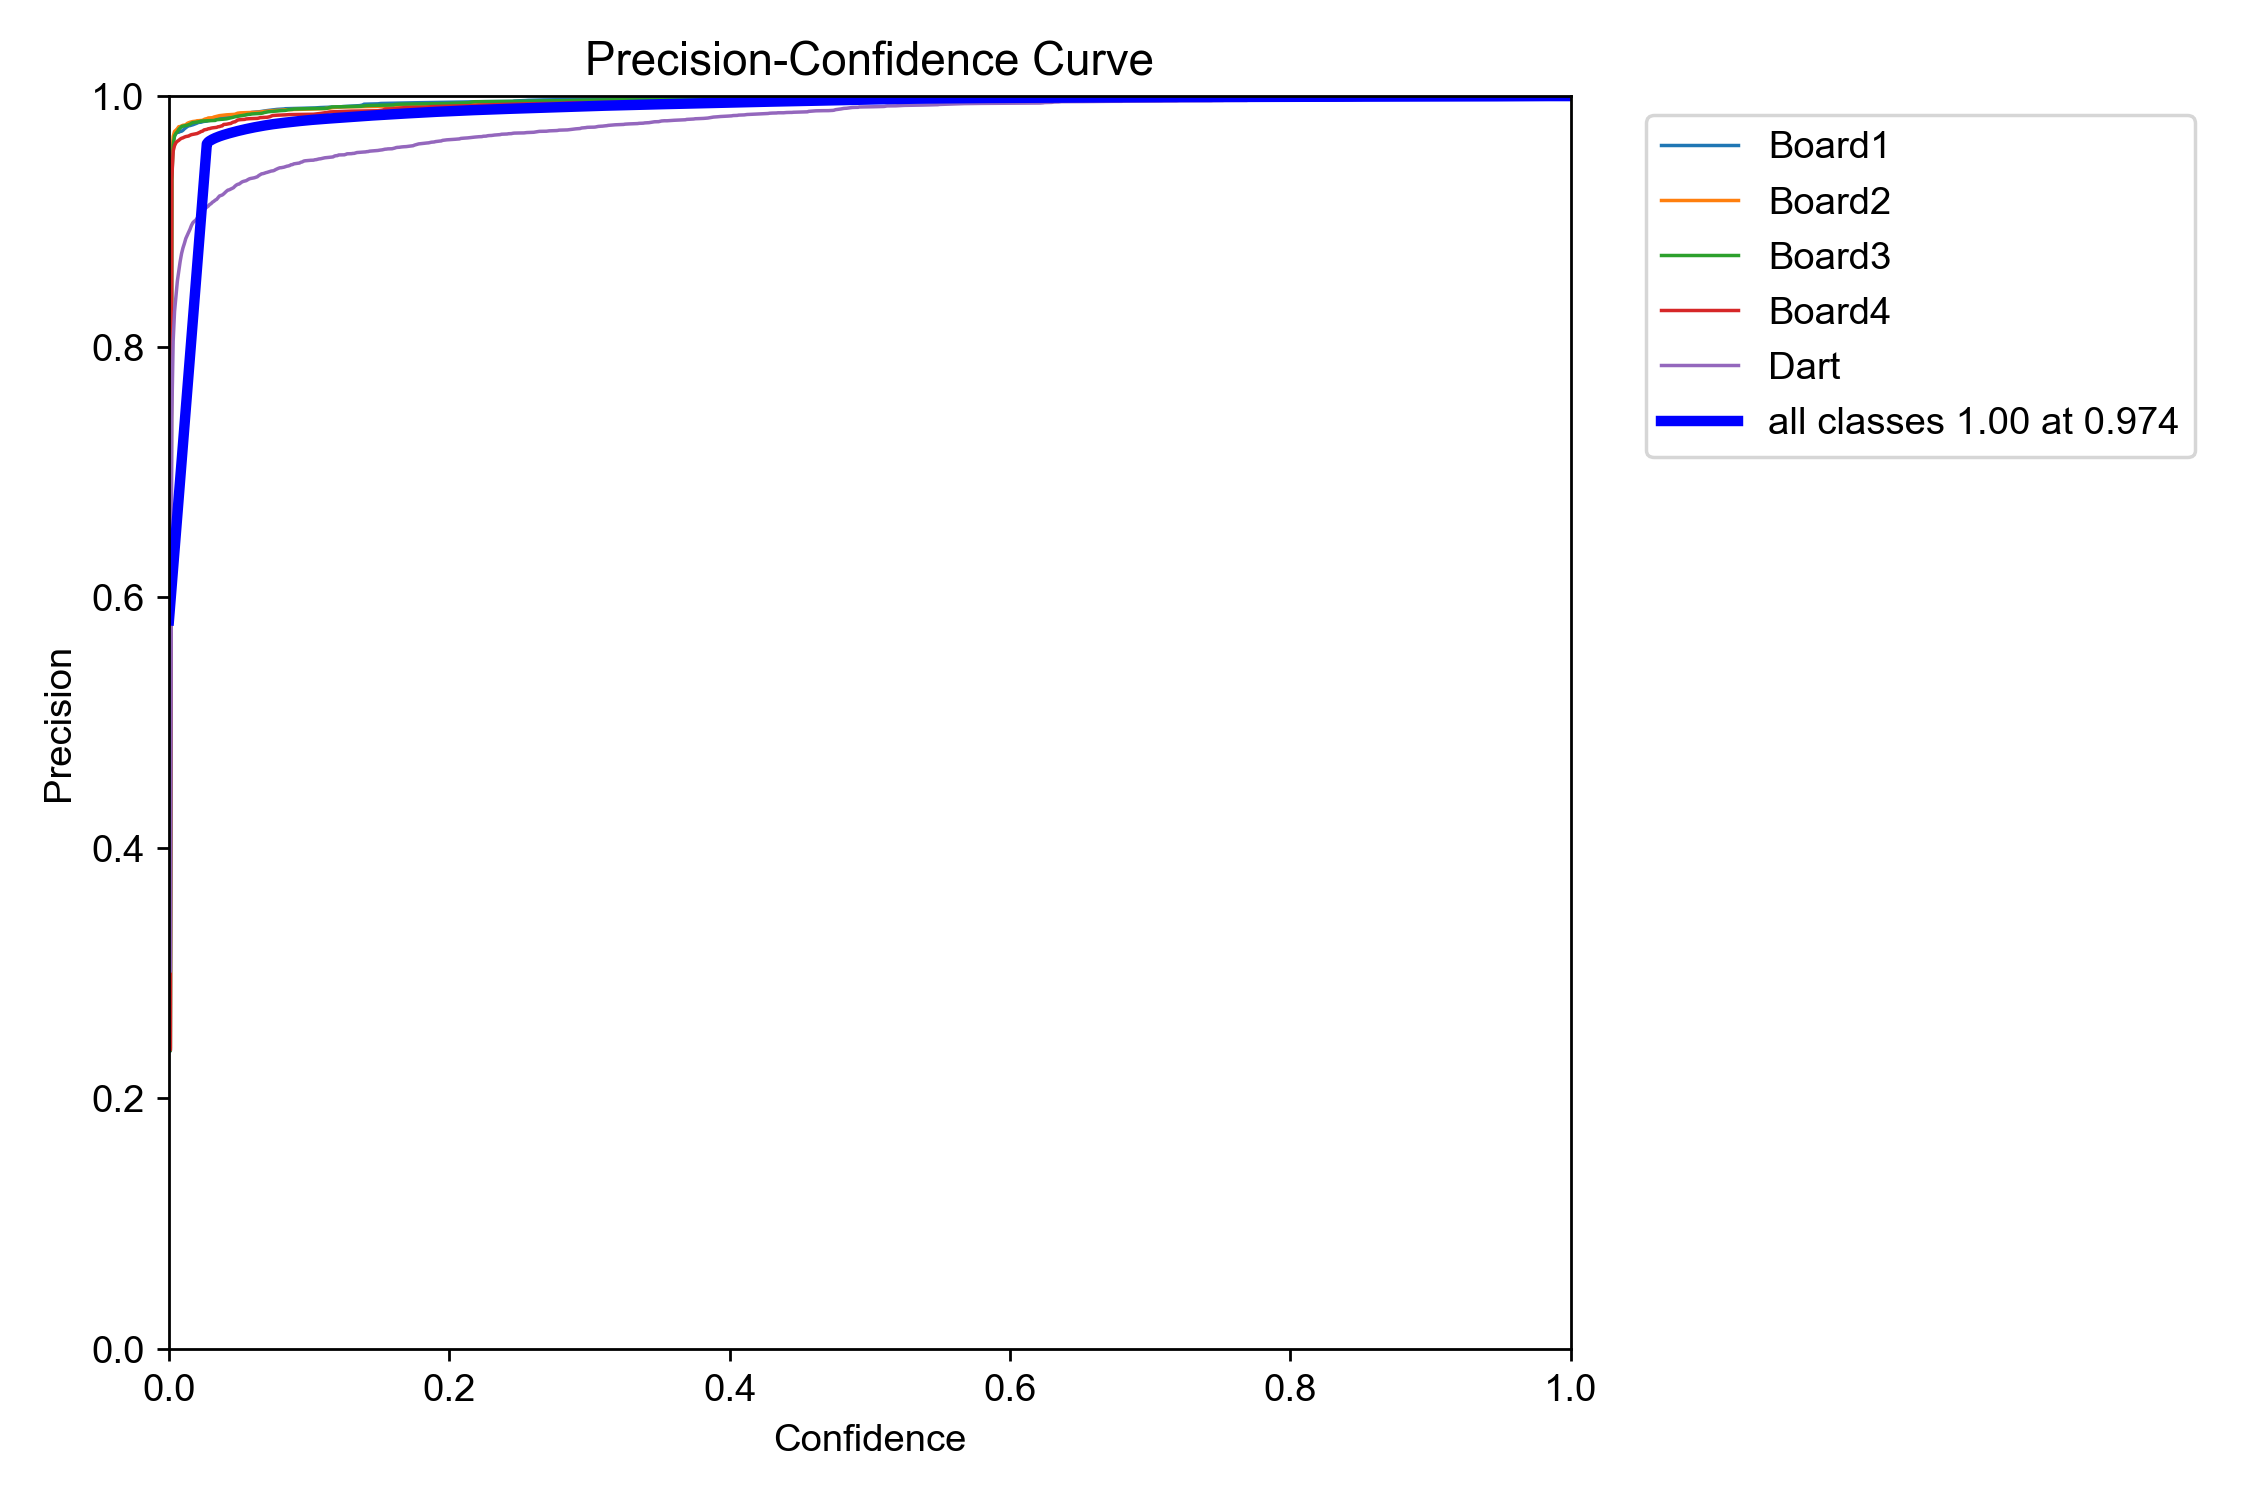 Precision-Confidence Curve
1.0
0.8
0.6
0.4
0.2
0.0
Precision
0.0 0.2 0.4 0.6 0.8 1.0
Confidence
Board1
Board2
Board3
Board4
Dart
all classes 1.00 at 0.974